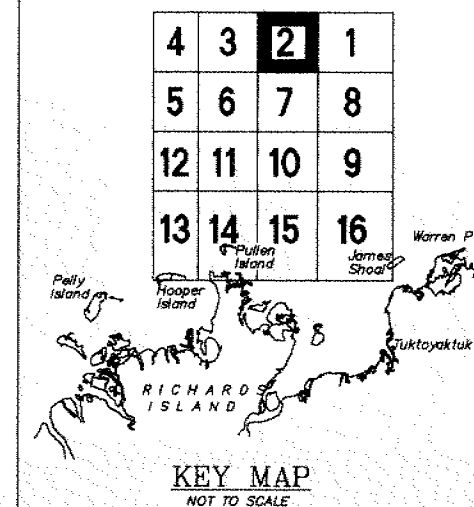 4 3 2 1
5 6 7 8
12 11 10 9
13 14 15 16
Pullen
Island
James
Shoal
Warren P
Pelly
Island
Hooper
Island
Tuktoyaktuk
RICHARDS
ISLAND
KEY MAP
NOT TO SCALE